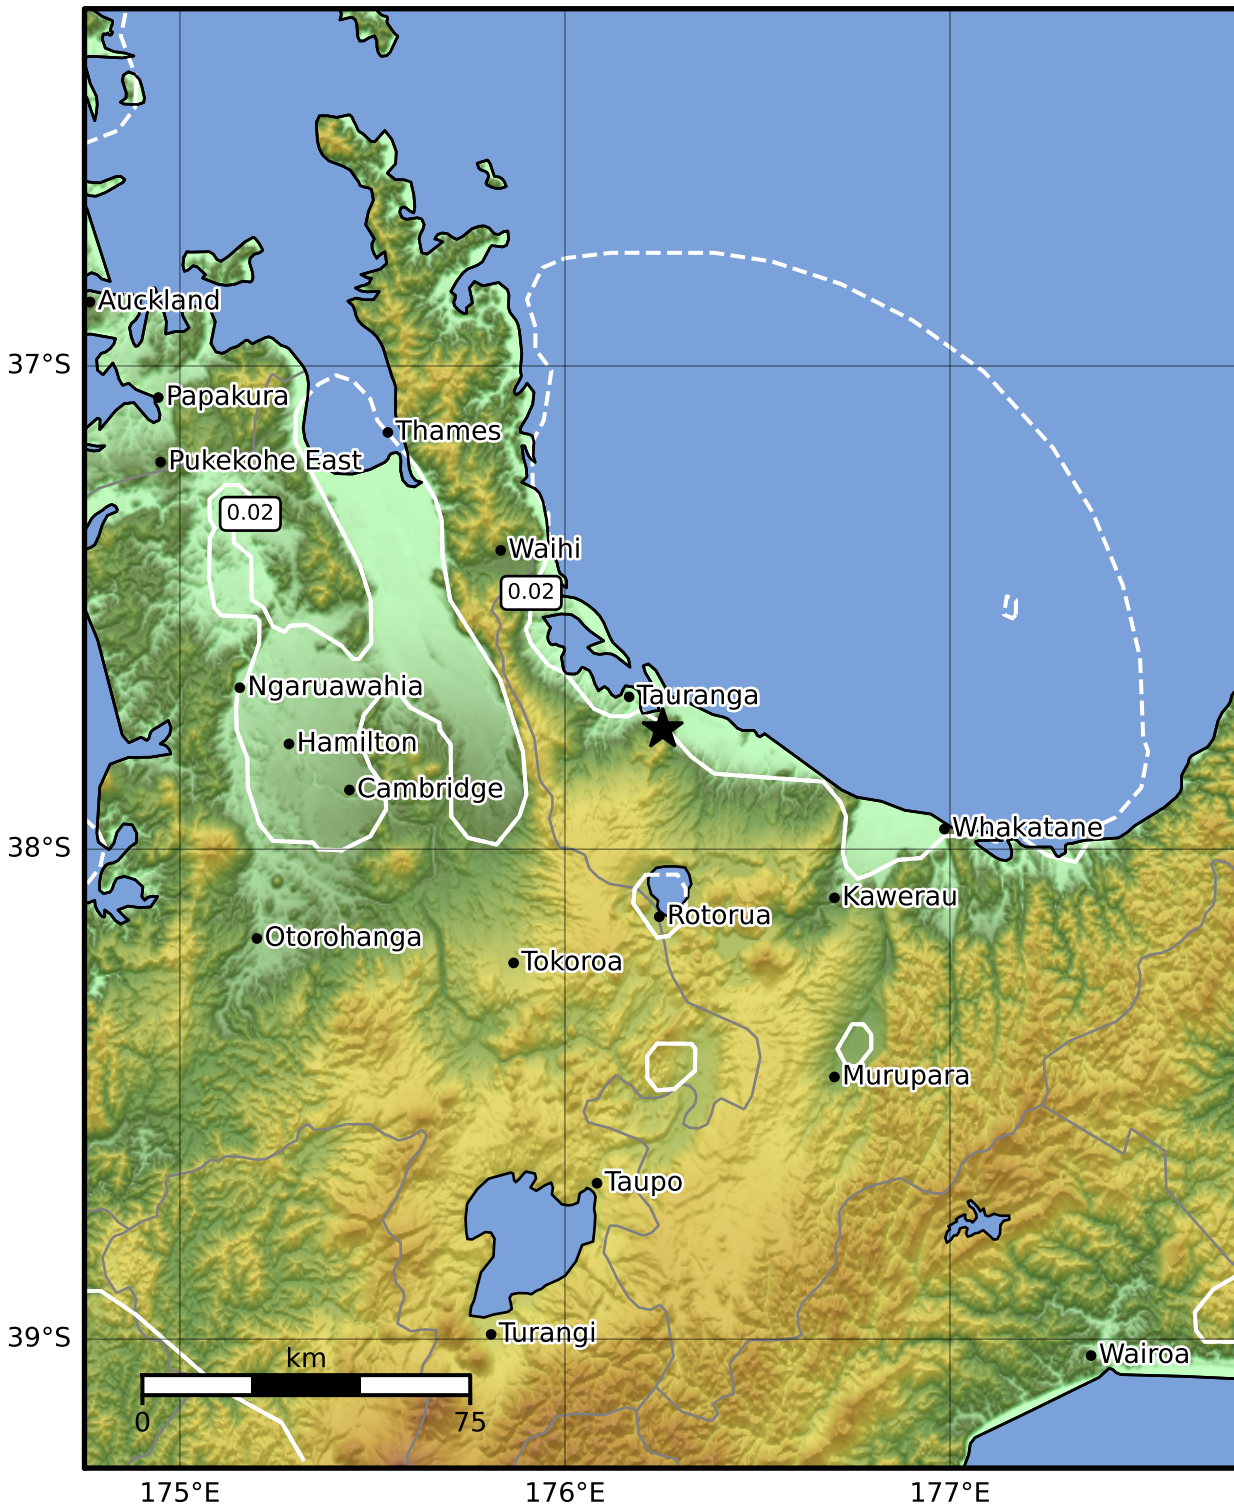 Auckland
37°S
Papakura
Thames
Pukekohe East
0.02
Waihi
0.02
Ngaruawahia
Tauranga
Hamilton
Cambridge
Whakatane
38°S
Kawerau
Rotorua
Otorohanga
Tokoroa
Murupara
Taupo
Turangi
39°S
Wairoa
km
0 75
175°E 176°E 177°E